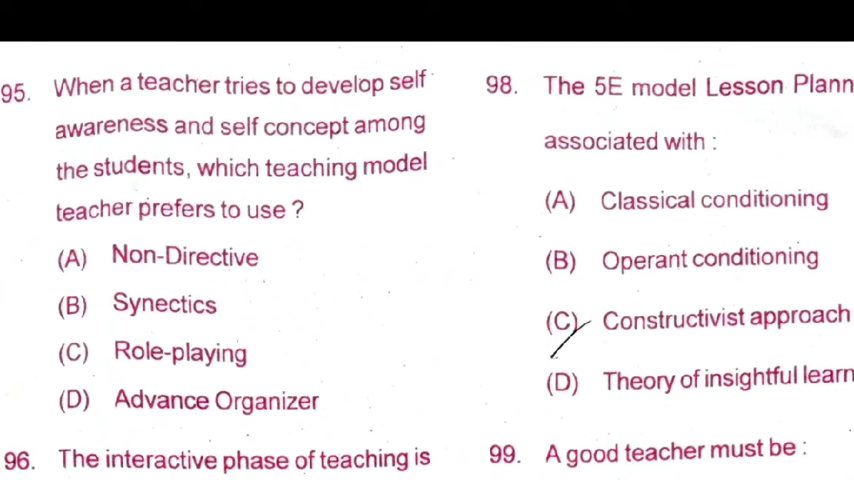 95. When a teacher tries to develop self
awareness and self concept among
the students, which teaching model
teacher prefers to use ?
(A) Non-Directive
(B) Synectics
(C) Role-playing
(D) Advance Organizer
96. The interactive phase of teaching is
98. The 5E model Lesson Plann
associated with :
(A) Classical conditioning
(B) Operant conditioning
(C) Constructivist approach
(D) Theory of insightful learn
99. A good teacher must be :